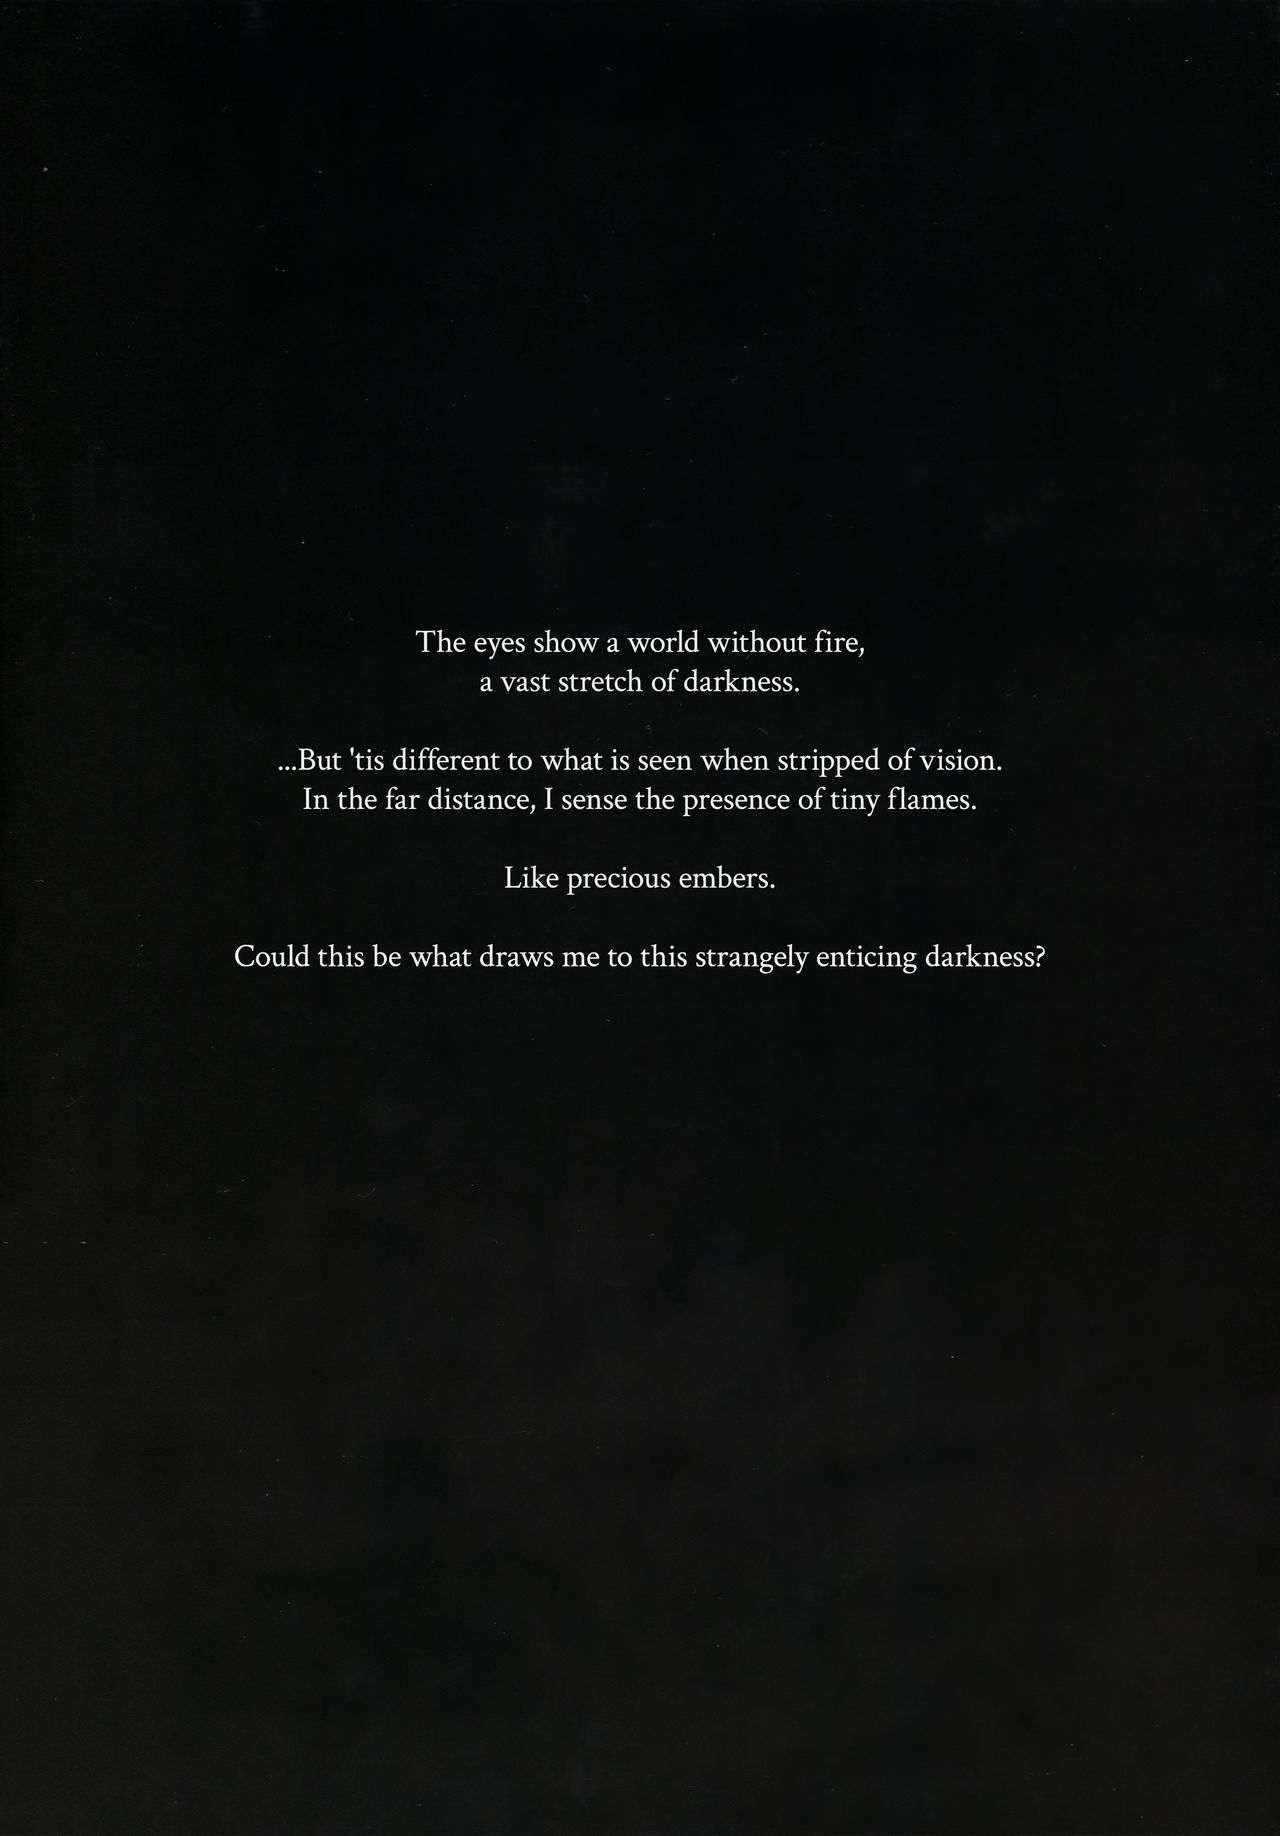 The eyes show a world without fire,
a vast stretch of darkness.
...But 'tis different to what is seen when stripped of vision.
In the far distance, I sense the presence of tiny flames.
Like precious embers.
Could this be what draws me to this strangely enticing darkness?